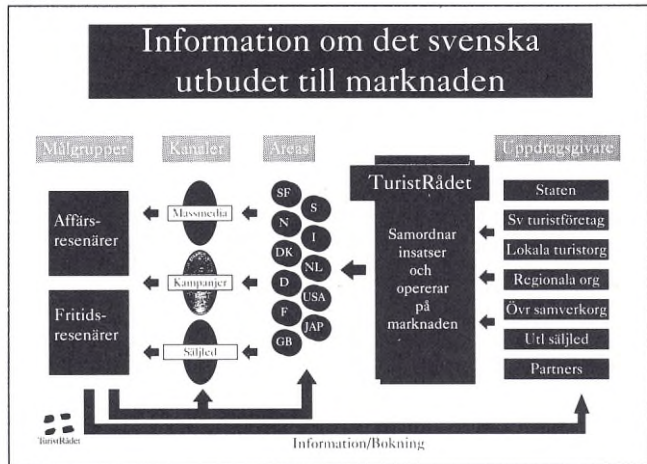 Information om det svenska
utbudet till marknaden
Målgrupper
Kanaler
Areas
Uppdragsgivare
Affärs-
resenärer
Fritids-
resenärer
Massmedia
Kampanjer
Säljled
SF
S
N
I
DK
NL
D
USA
F
JAP
GB
TuristRådet
Samordnar
insatser
och
opererar
på
marknaden
Staten
Sv turistföretag
Lokala turistorg
Regionala org
Övr samverkorg
Utl säljled
Partners
TuristRådet
Information/Bokning